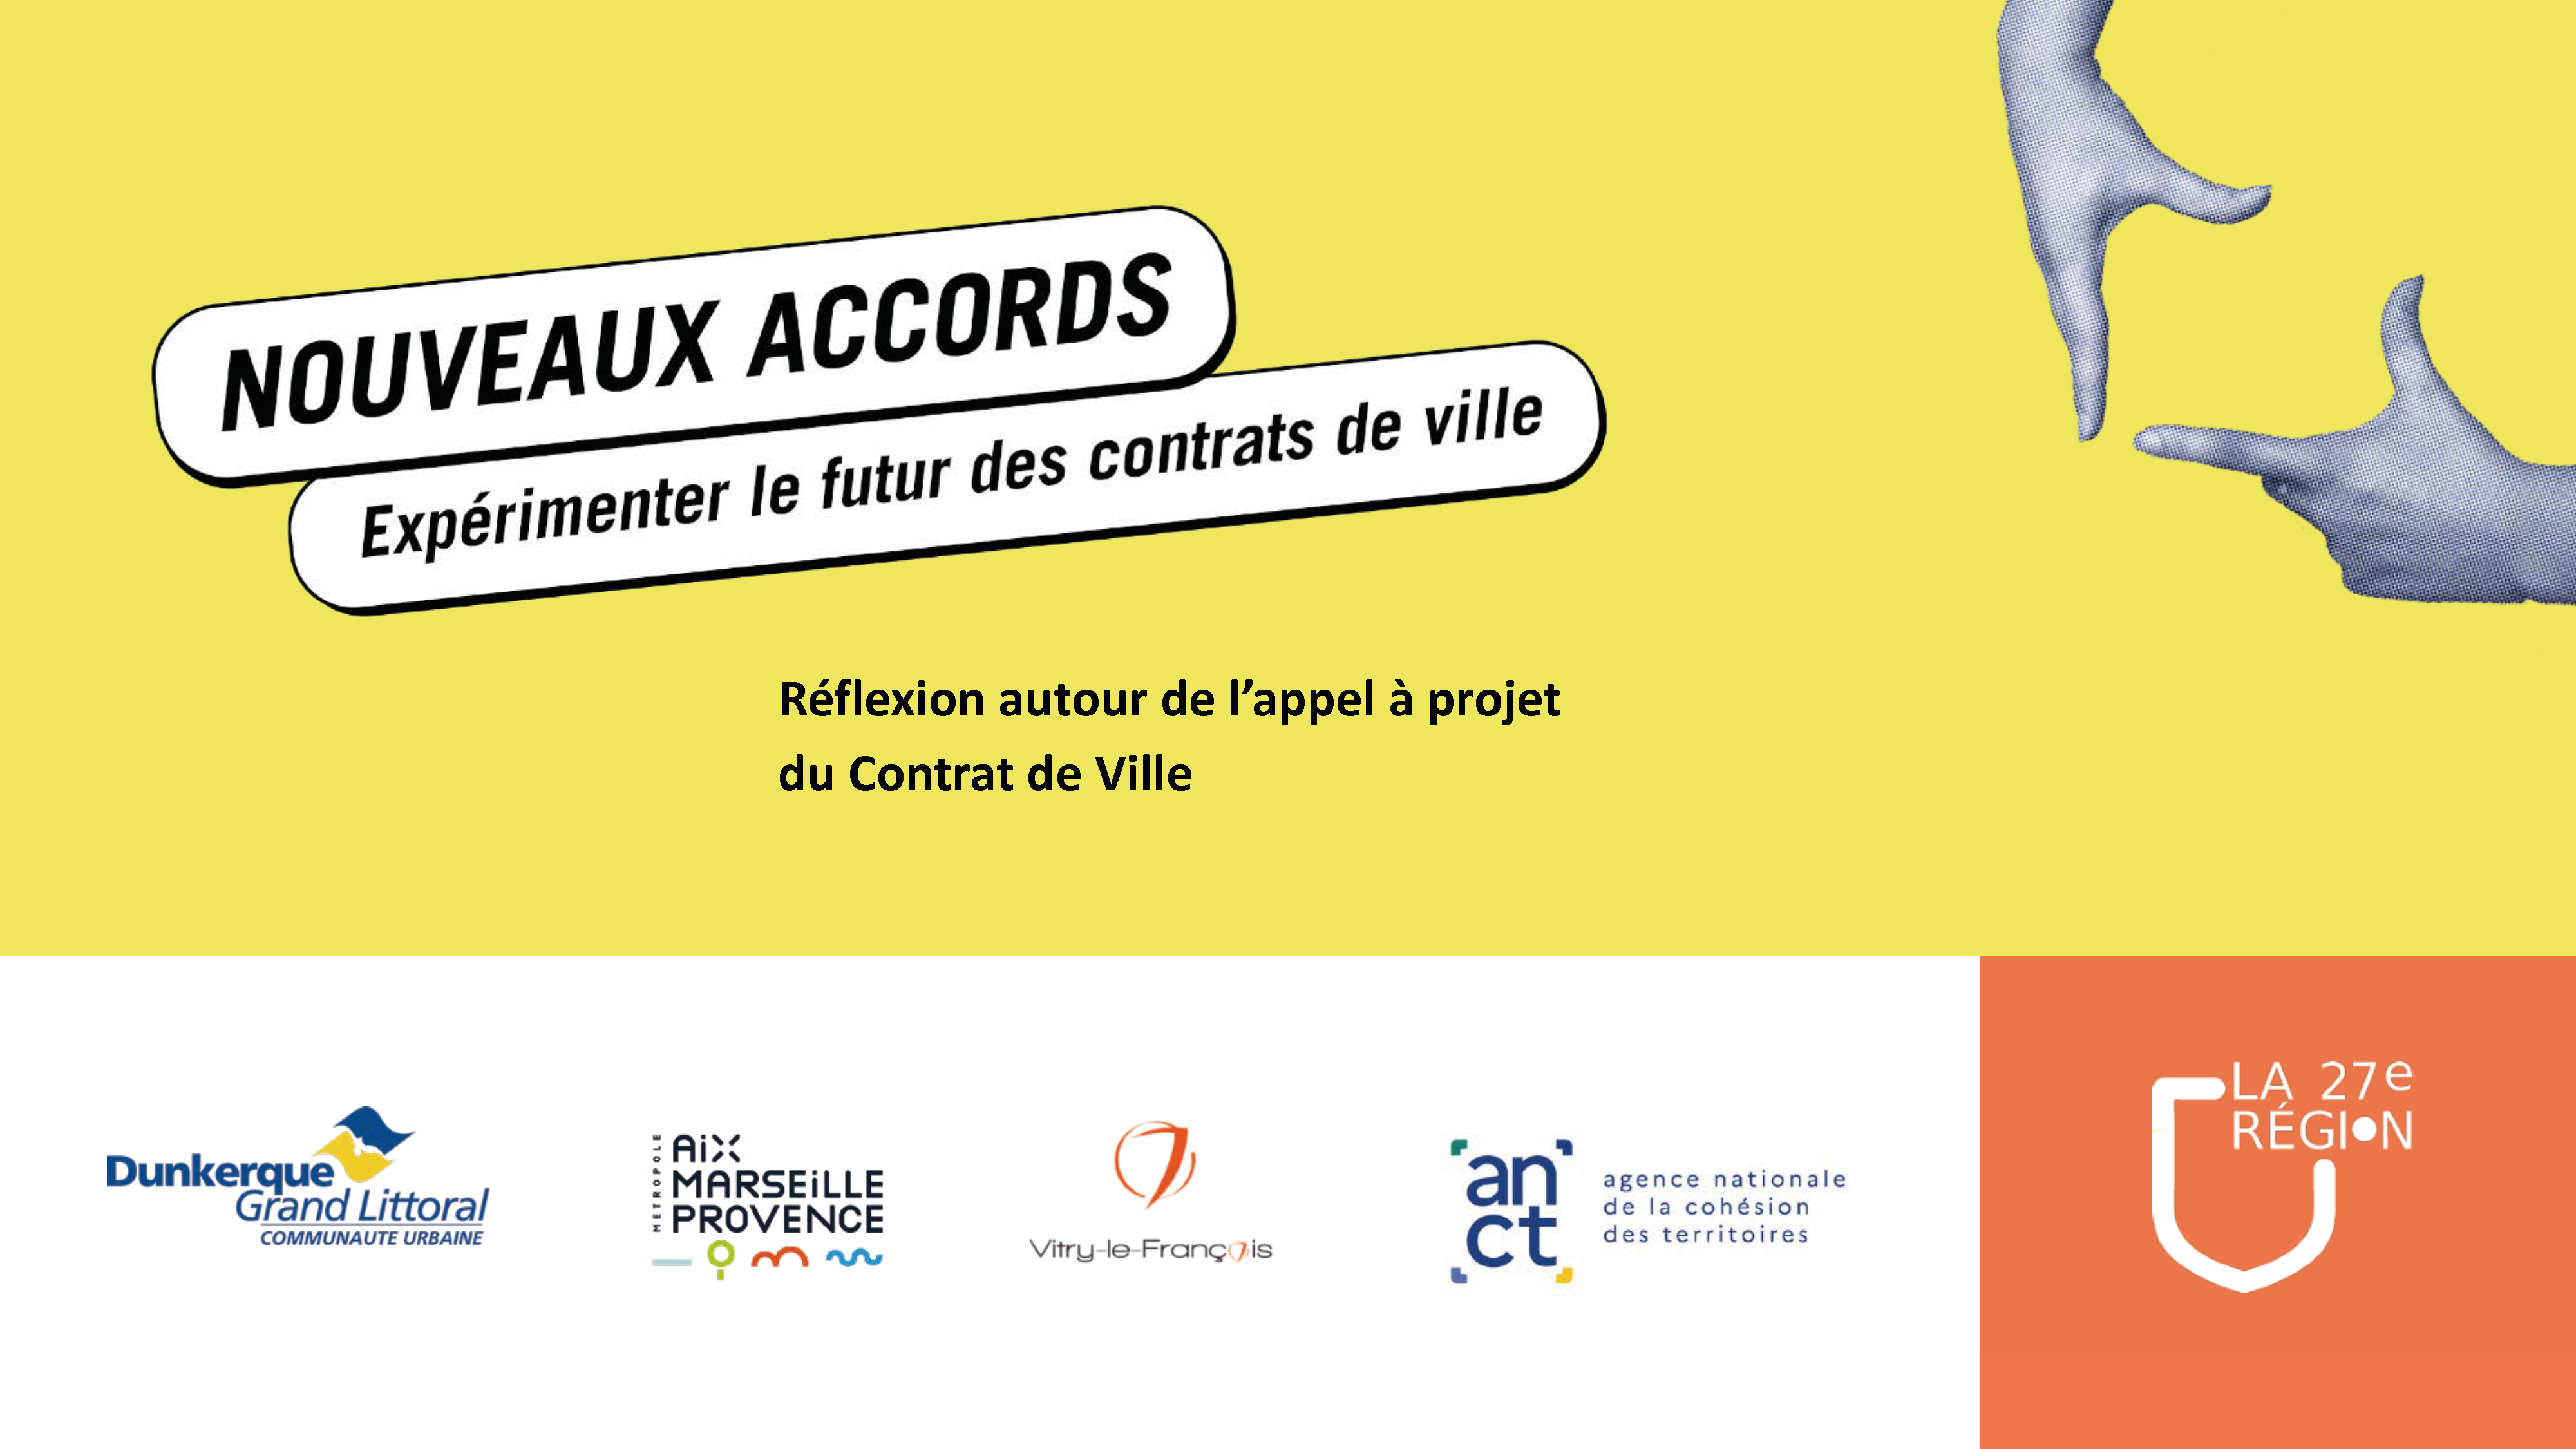 NOUVEAUX ACCORDS
Expérimenter le futur des contrats de ville
Réflexion autour de l’appel à projet
du Contrat de Ville
Dunkerque
Grand Littoral
COMMUNAUTE URBAINE
METROPOLE
AiX
MARSEiLLE
PROVENCE
Vitry-le-François
an
ct
agence nationale
de la cohésion
des territoires
LA 27e
RÉGION